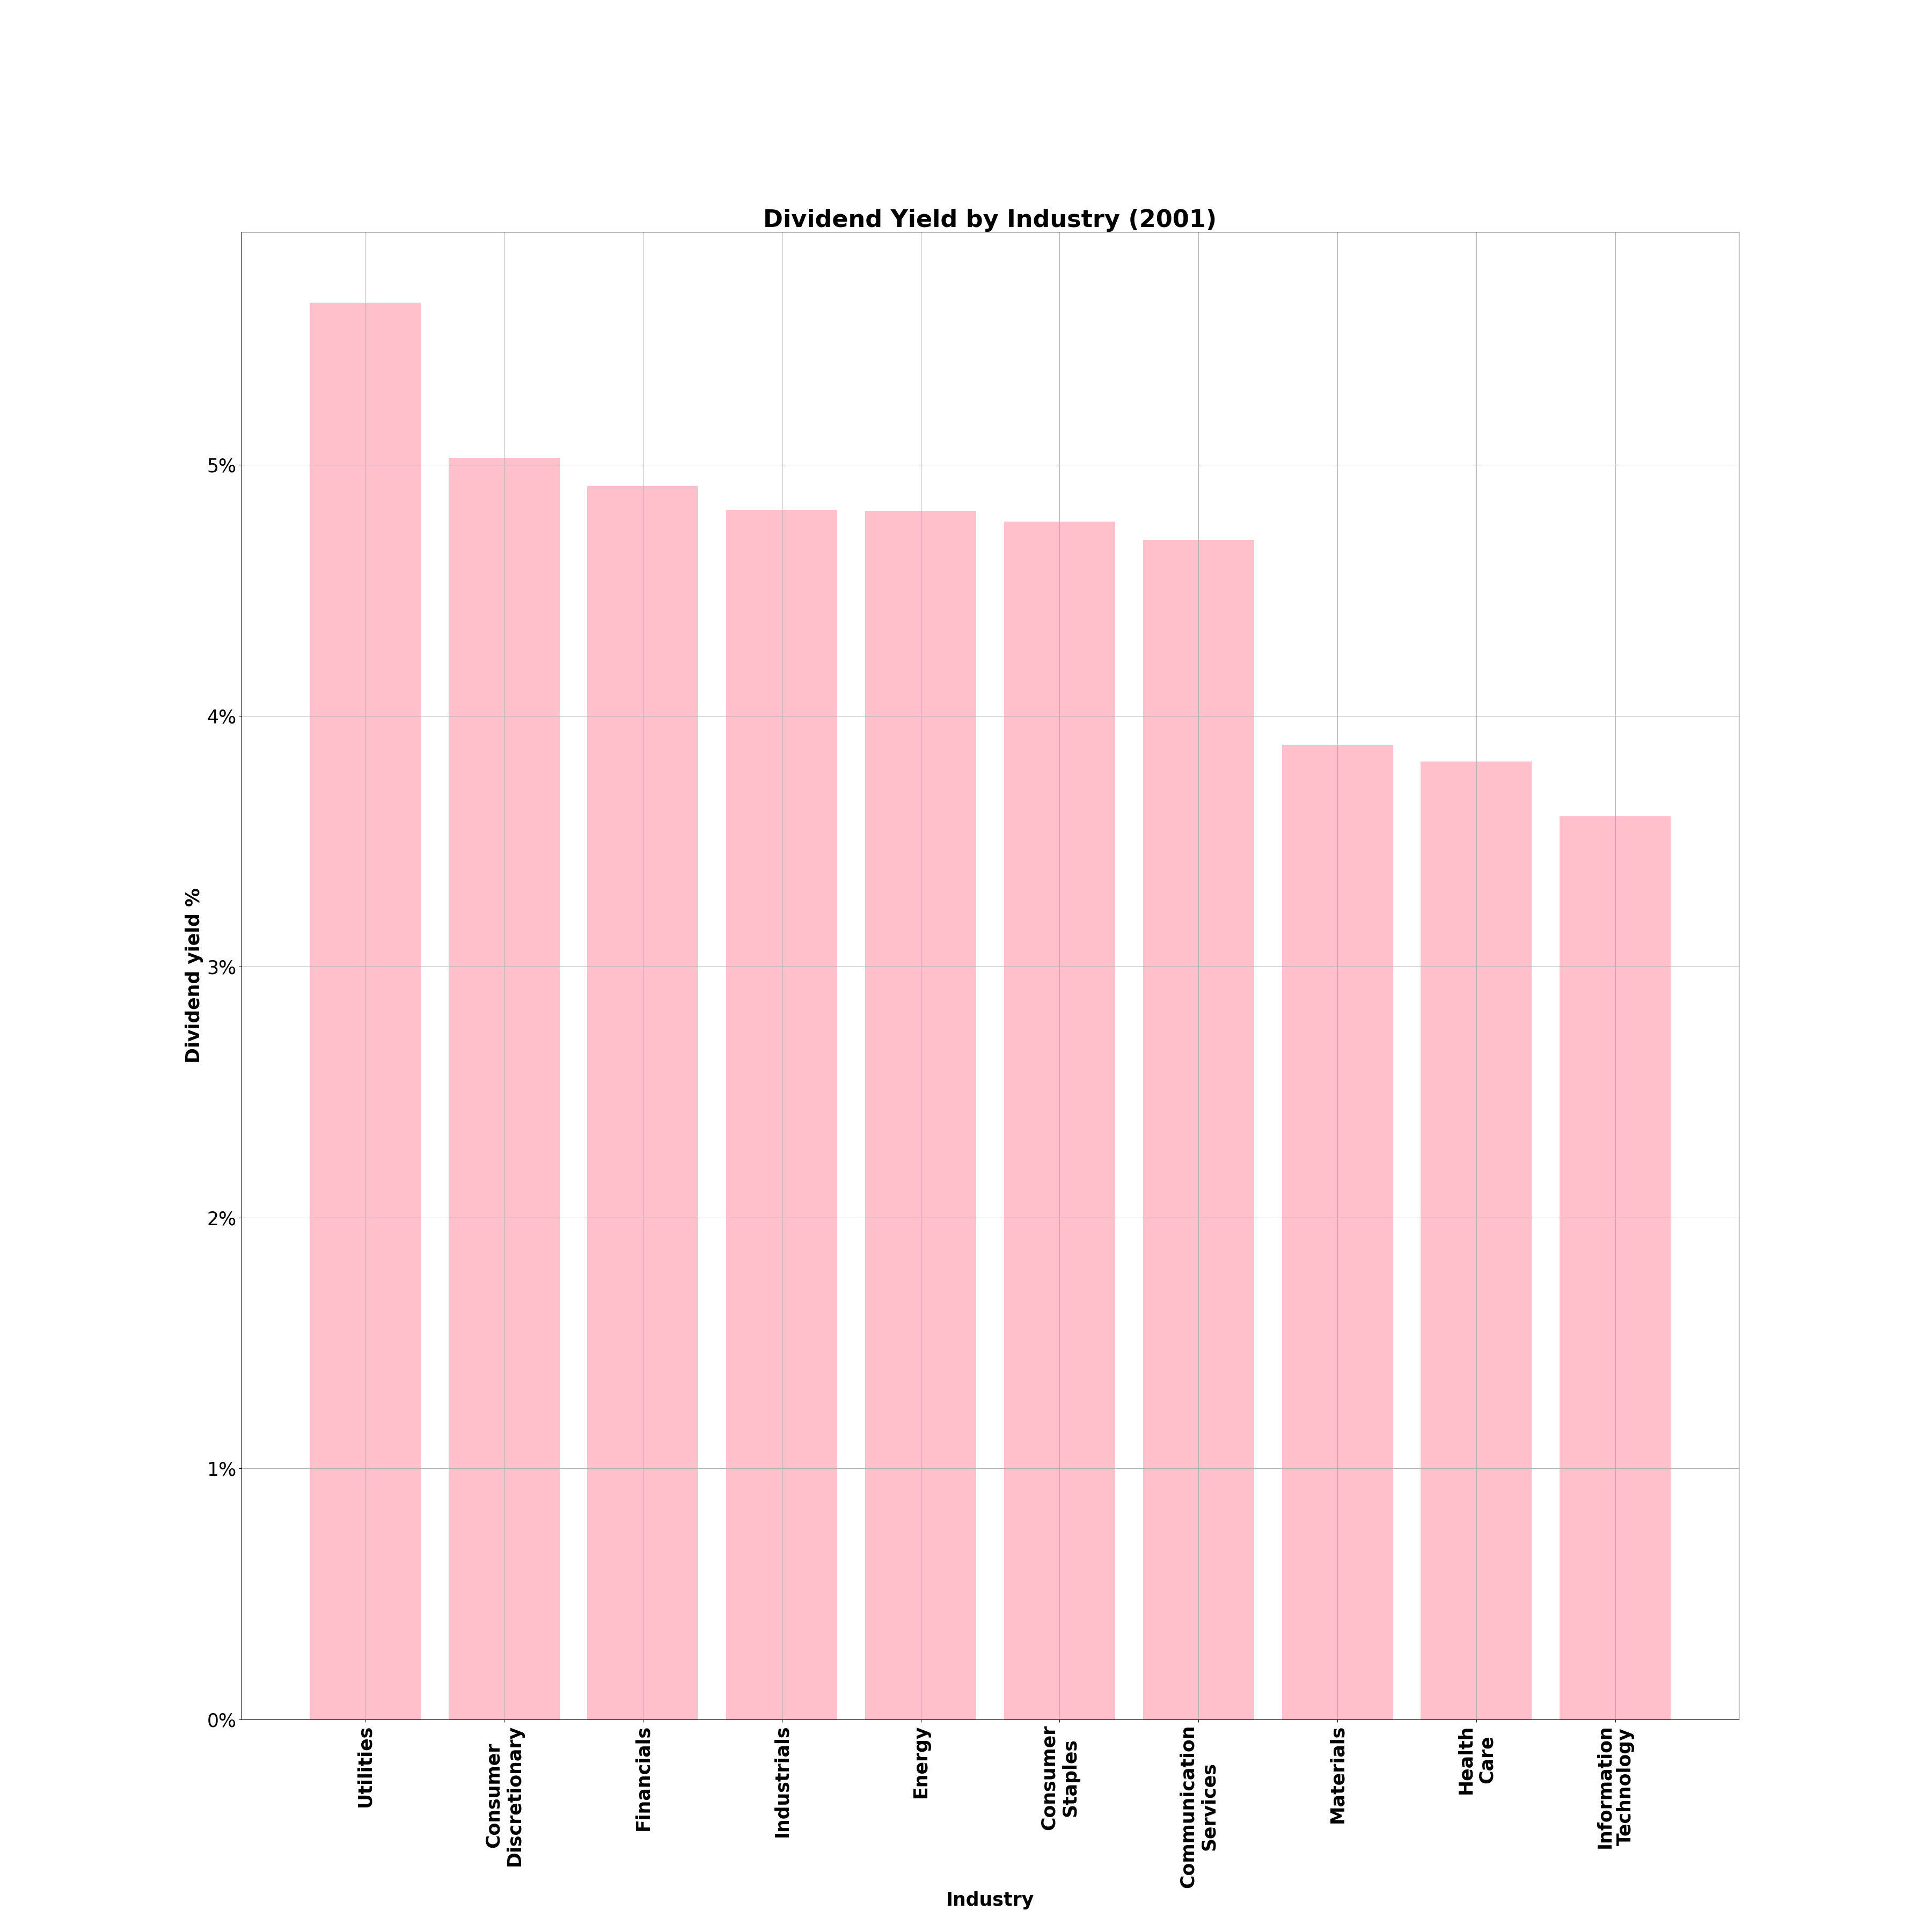 Dividend Yield by Industry (2001)
Dividend yield %
5%
4%
3%
2%
1%
0%
Utilities
Consumer
Discretionary
Financials
Industrials
Energy
Consumer
Staples
Communication
Services
Materials
Health
Care
Information
Technology
Industry